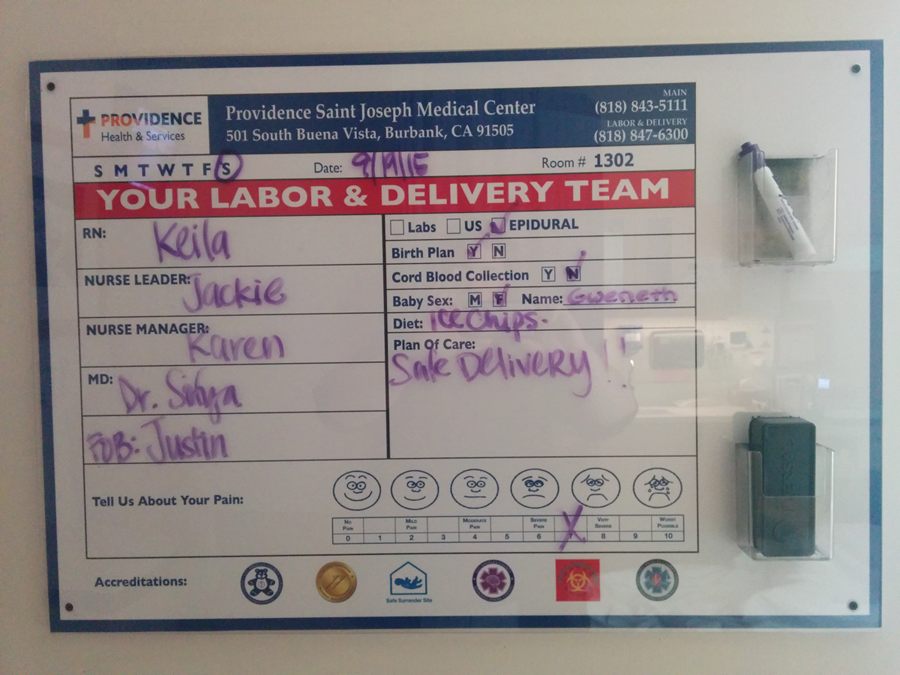 PROVIDENCE
Health & Services
Providence Saint Joseph Medical Center
501 South Buena Vista, Burbank, CA 91505
MAIN
(818) 843-5111
LABOR & DELIVERY
(818) 847-6300
S M T W T F S Date: 9/19/15 Room # 1302
YOUR LABOR & DELIVERY TEAM
RN: Keila
NURSE LEADER: Jackie
NURSE MANAGER: Karen
MD: Dr.
FOB: Justin
Labs US EPIDURAL
Birth Plan Y N
Cord Blood Collection Y N
Baby Sex: M F Name: Gweneth
Diet: ice chips.
Plan Of Care:
Safe Delivery!!
Tell Us About Your Pain:
No Pain Mild Pain Moderate Pain Severe Pain Very Severe Worst Possible
0 1 2 3 4 5 6 7 8 9 10
X
Accreditations:
Safe Surrender Site